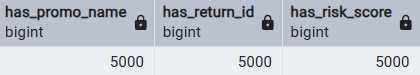 has_promo_name has_return_id has_risk_score
bigint bigint bigint
5000 5000 5000